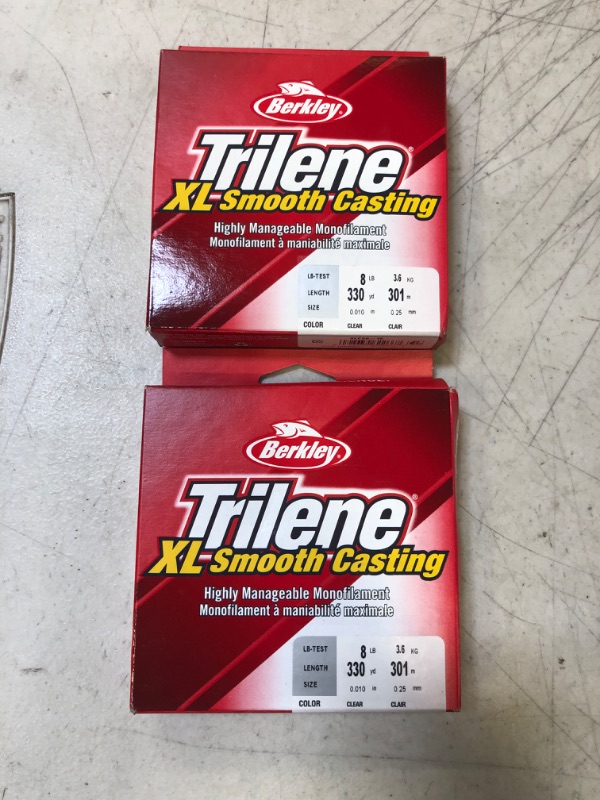 Berkley
Trilene®
XL Smooth Casting
Highly Manageable Monofilament
Monofilament à maniabilité maximale
LB-TEST 8 LB 3.6 KG
LENGTH 330 yd 301 m
SIZE 0.010 in 0.25 mm
COLOR CLEAR CLAIR
Berkley
Trilene®
XL Smooth Casting
Highly Manageable Monofilament
Monofilament à maniabilité maximale
LB-TEST 8 LB 3.6 KG
LENGTH 330 yd 301 m
SIZE 0.010 in 0.25 mm
COLOR CLEAR CLAIR